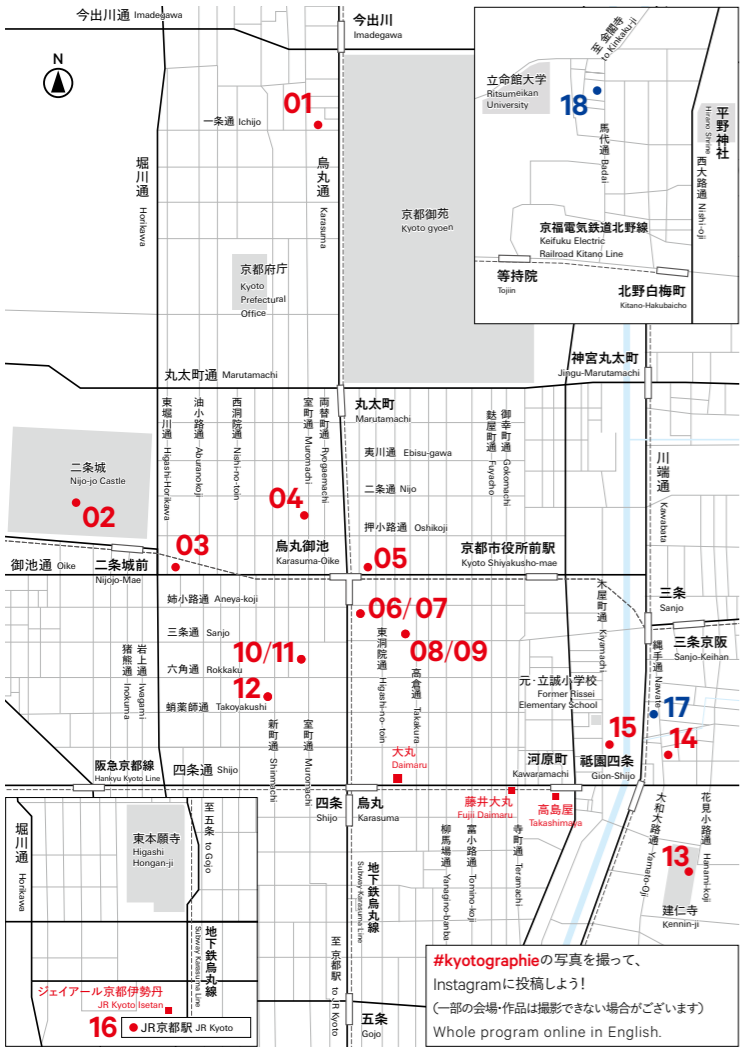 今出川通 Imadegawa
今出川
Imadegawa
N
01
一条通 Ichijo
堀川通 Horikawa
烏丸通 Karasuma
京都御苑
Kyoto gyoen
京都府庁
Kyoto
Prefectural
Office
至 金閣寺
to Kinkaku-ji
立命館大学
Ritsumeikan
University
18
馬代通 Badai
平野神社
Hirano Shrine
西大路通 Nishi-oji
京福電気鉄道北野線
Keifuku Electric
Railroad Kitano Line
等持院
Tojiin
北野白梅町
Kitano-Hakubaicho
丸太町通 Marutamachi
神宮丸太町
Jingu-Marutamachi
丸太町
Marutamachi
東堀川通 Higashi-Horikawa
油小路通 Aburanokoji
西洞院通 Nishi-no-toin
室町通 Muromachi
両替町通 Ryogaemachi
夷川通 Ebisu-gawa
二条通 Nijo
押小路通 Oshikoji
麩屋町通 Fuyacho
御幸町通 Gokomachi
川端通 Kawabata
二条城
Nijo-jo Castle
02
03
04
05
烏丸御池
Karasuma-Oike
京都市役所前駅
Kyoto Shiyakusho-mae
御池通 Oike
二条城前
Nijojo-Mae
姉小路通 Aneya-koji
三条通 Sanjo
六角通 Rokkaku
蛸薬師通 Takoyakushi
猪熊通 Inokuma
岩上通 Iwagami
06/07
08/09
10/11
12
東洞院通 Higashi-no-toin
高倉通 Takakura
木屋町通 Kiyamachi
三条
Sanjo
三条京阪
Sanjo-Keihan
縄手通 Nawate
元・立誠小学校
Former Rissei
Elementary School
17
15
14
新町通 Shinmachi
室町通 Muromachi
大丸
Daimaru
阪急京都線
Hankyu Kyoto Line
四条通 Shijo
河原町
Kawaramachi
祗園四条
Gion-Shijo
四条
Shijo
烏丸
Karasuma
藤井大丸
Fujii Daimaru
高島屋
Takashimaya
大和大路通 Yamato-Oji
花見小路通 Hanami-koji
13
建仁寺
Kennin-ji
柳馬場通 Yanagino-banba
富小路通 Tomino-koji
寺町通 Teramachi
地下鉄烏丸線
Subway Karasuma Line
至 京都駅 to JR Kyoto
五条
Gojo
堀川通
Horikawa
東本願寺
Higashi
Hongan-ji
至五条 to Gojo
地下鉄烏丸線
Subway Karasuma Line
ジェイアール京都伊勢丹
JR Kyoto Isetan
16
JR京都駅 JR Kyoto
#kyotographieの写真を撮って、
Instagramに投稿しよう!
(一部の会場・作品は撮影できない場合がございます)
Whole program online in English.